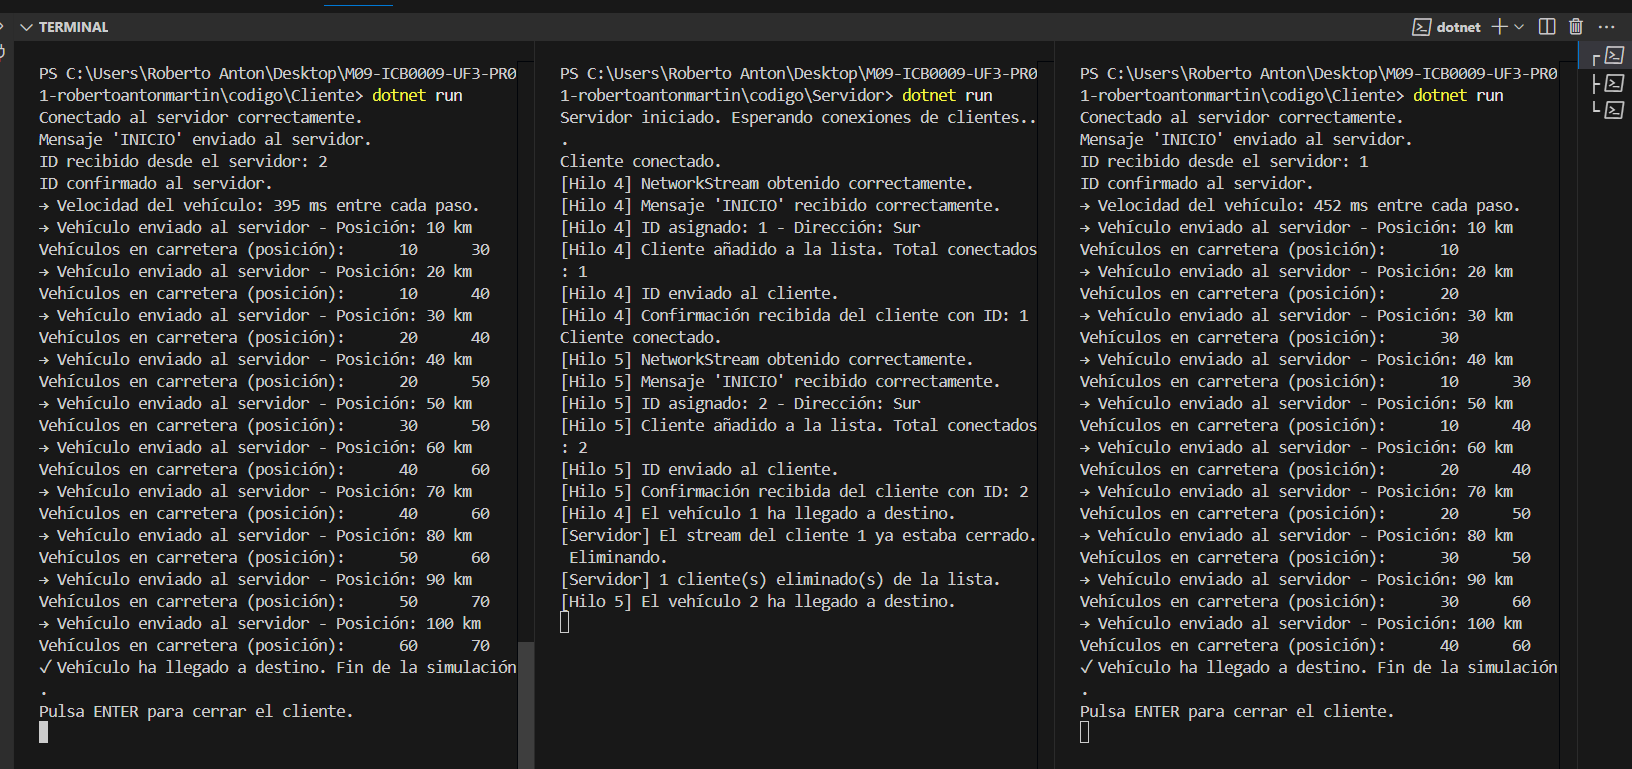 TERMINAL
dotnet
PS C:\Users\Roberto Anton\Desktop\M09-ICB0009-UF3-PR0
1-robertoantonmartin\codigo\Cliente> dotnet run
Conectado al servidor correctamente.
Mensaje 'INICIO' enviado al servidor.
ID recibido desde el servidor: 2
ID confirmado al servidor.
→ Velocidad del vehículo: 395 ms entre cada paso.
→ Vehículo enviado al servidor - Posición: 10 km
Vehículos en carretera (posición): 10 30
→ Vehículo enviado al servidor - Posición: 20 km
Vehículos en carretera (posición): 10 40
→ Vehículo enviado al servidor - Posición: 30 km
Vehículos en carretera (posición): 20 40
→ Vehículo enviado al servidor - Posición: 40 km
Vehículos en carretera (posición): 20 50
→ Vehículo enviado al servidor - Posición: 50 km
Vehículos en carretera (posición): 30 50
→ Vehículo enviado al servidor - Posición: 60 km
Vehículos en carretera (posición): 40 60
→ Vehículo enviado al servidor - Posición: 70 km
Vehículos en carretera (posición): 40 60
→ Vehículo enviado al servidor - Posición: 80 km
Vehículos en carretera (posición): 50 60
→ Vehículo enviado al servidor - Posición: 90 km
Vehículos en carretera (posición): 50 70
→ Vehículo enviado al servidor - Posición: 100 km
Vehículos en carretera (posición): 60 70
✓ Vehículo ha llegado a destino. Fin de la simulación
.
Pulsa ENTER para cerrar el cliente.
PS C:\Users\Roberto Anton\Desktop\M09-ICB0009-UF3-PR0
1-robertoantonmartin\codigo\Servidor> dotnet run
Servidor iniciado. Esperando conexiones de clientes..
.
Cliente conectado.
[Hilo 4] NetworkStream obtenido correctamente.
[Hilo 4] Mensaje 'INICIO' recibido correctamente.
[Hilo 4] ID asignado: 1 - Dirección: Sur
[Hilo 4] Cliente añadido a la lista. Total conectados
: 1
[Hilo 4] ID enviado al cliente.
[Hilo 4] Confirmación recibida del cliente con ID: 1
Cliente conectado.
[Hilo 5] NetworkStream obtenido correctamente.
[Hilo 5] Mensaje 'INICIO' recibido correctamente.
[Hilo 5] ID asignado: 2 - Dirección: Sur
[Hilo 5] Cliente añadido a la lista. Total conectados
: 2
[Hilo 5] ID enviado al cliente.
[Hilo 5] Confirmación recibida del cliente con ID: 2
[Hilo 4] El vehículo 1 ha llegado a destino.
[Servidor] El stream del cliente 1 ya estaba cerrado.
Eliminando.
[Servidor] 1 cliente(s) eliminado(s) de la lista.
[Hilo 5] El vehículo 2 ha llegado a destino.
PS C:\Users\Roberto Anton\Desktop\M09-ICB0009-UF3-PR0
1-robertoantonmartin\codigo\Cliente> dotnet run
Conectado al servidor correctamente.
Mensaje 'INICIO' enviado al servidor.
ID recibido desde el servidor: 1
ID confirmado al servidor.
→ Velocidad del vehículo: 452 ms entre cada paso.
→ Vehículo enviado al servidor - Posición: 10 km
Vehículos en carretera (posición): 10
→ Vehículo enviado al servidor - Posición: 20 km
Vehículos en carretera (posición): 20
→ Vehículo enviado al servidor - Posición: 30 km
Vehículos en carretera (posición): 30
→ Vehículo enviado al servidor - Posición: 40 km
Vehículos en carretera (posición): 10 30
→ Vehículo enviado al servidor - Posición: 50 km
Vehículos en carretera (posición): 10 40
→ Vehículo enviado al servidor - Posición: 60 km
Vehículos en carretera (posición): 20 40
→ Vehículo enviado al servidor - Posición: 70 km
Vehículos en carretera (posición): 20 50
→ Vehículo enviado al servidor - Posición: 80 km
Vehículos en carretera (posición): 30 50
→ Vehículo enviado al servidor - Posición: 90 km
Vehículos en carretera (posición): 30 60
→ Vehículo enviado al servidor - Posición: 100 km
Vehículos en carretera (posición): 40 60
✓ Vehículo ha llegado a destino. Fin de la simulación
.
Pulsa ENTER para cerrar el cliente.